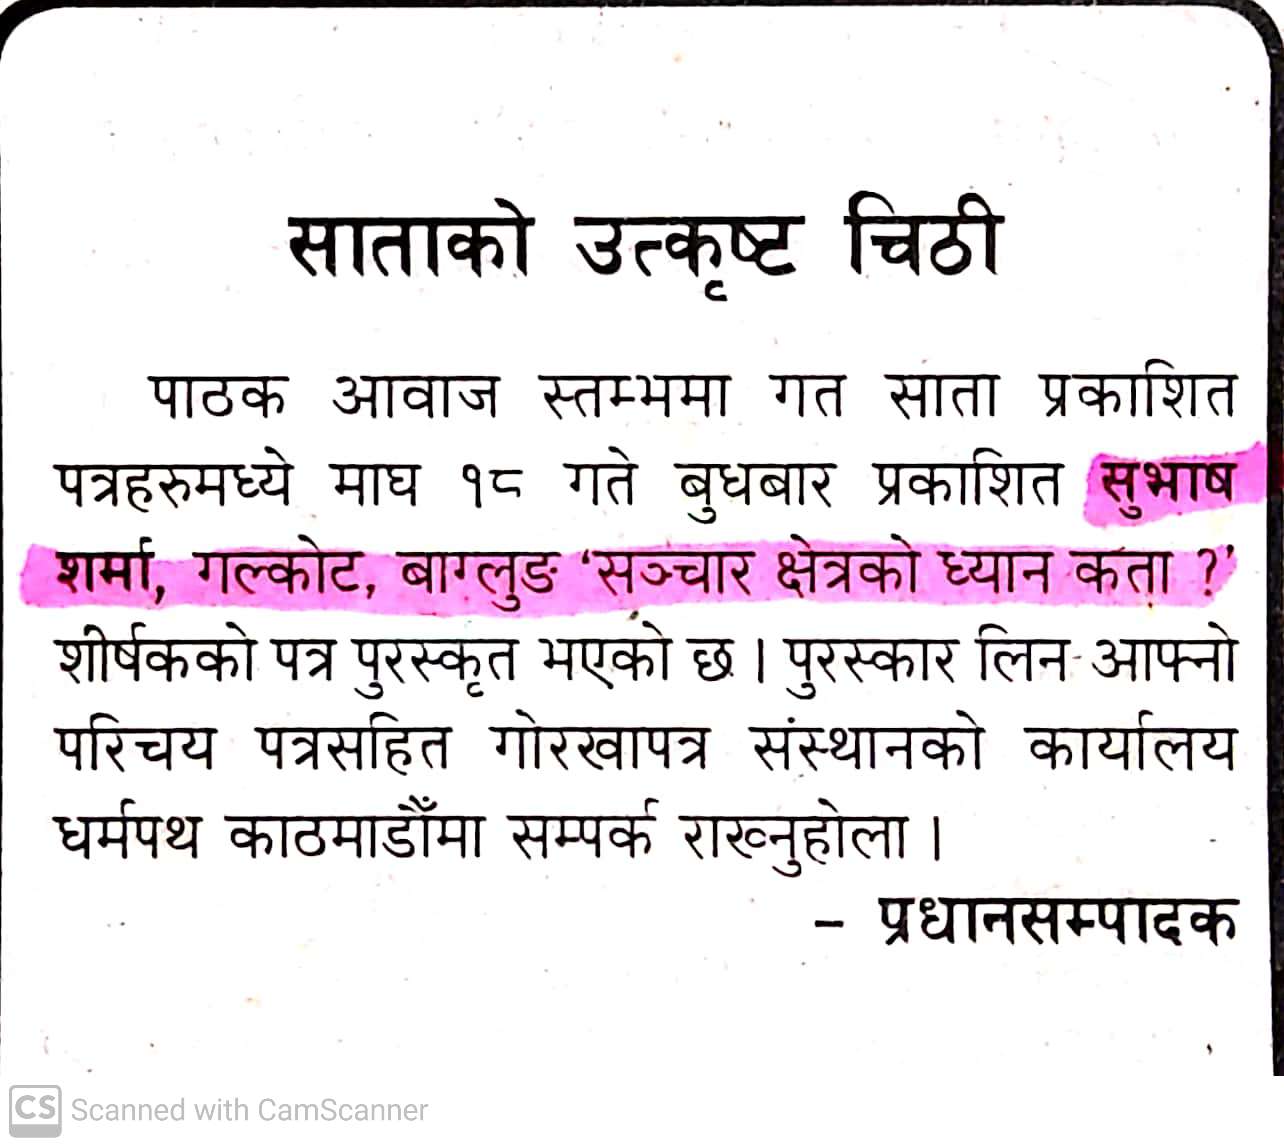 साताको उत्कृष्ट चिठी
पाठक आवाज स्तम्भमा गत साता प्रकाशित
पत्रहरुमध्ये माघ १८ गते बुधबार प्रकाशित सुभाष
शर्मा, गल्कोट, बाग्लुङ ‘सञ्चार क्षेत्रको ध्यान कता ?’
शीर्षकको पत्र पुरस्कृत भएको छ । पुरस्कार लिन आफ्नो
परिचय पत्रसहित गोरखापत्र संस्थानको कार्यालय
धर्मपथ काठमाडौँमा सम्पर्क राख्नुहोला ।
– प्रधानसम्पादक
CS Scanned with CamScanner